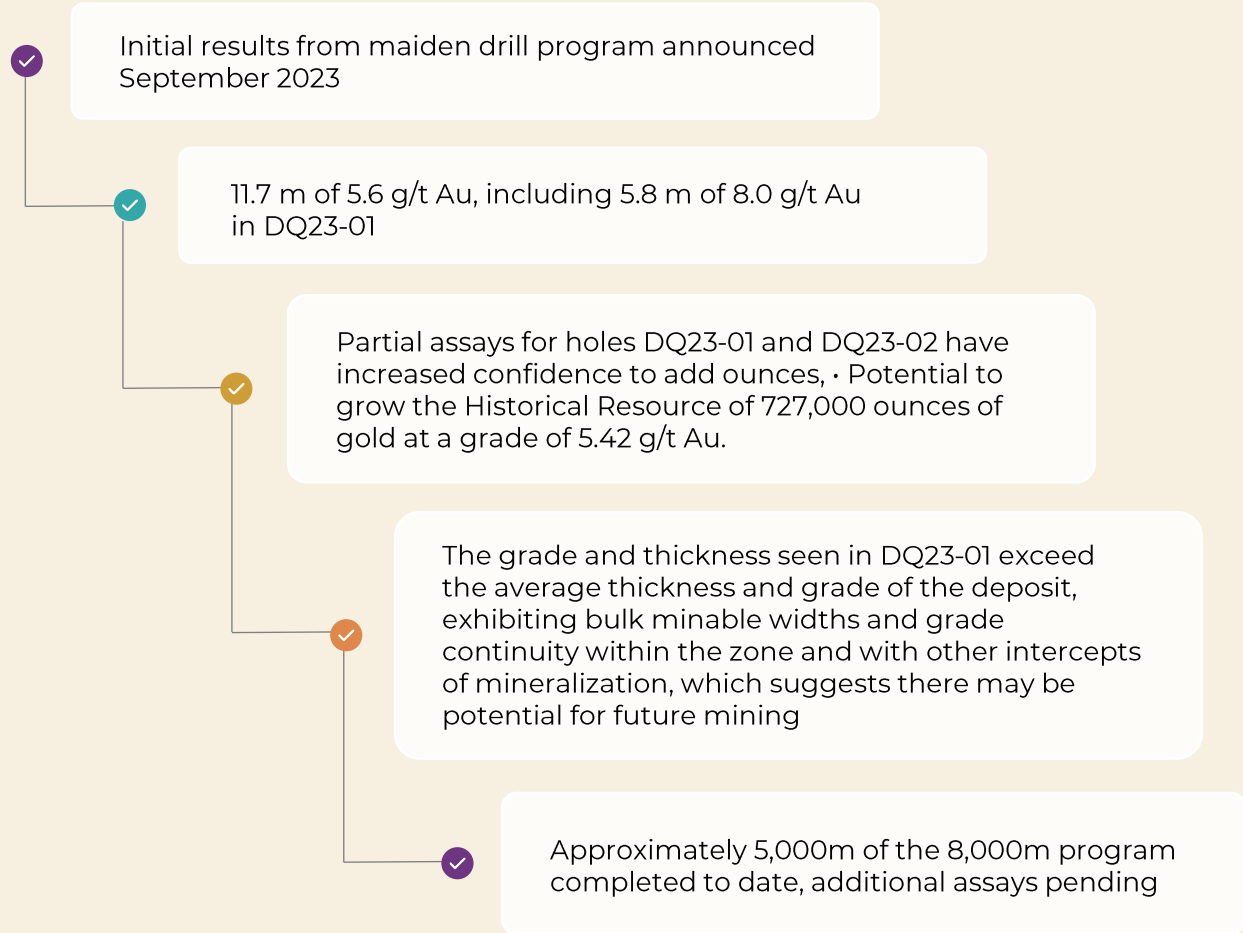 Initial results from maiden drill program announced
September 2023
11.7 m of 5.6 g/t Au, including 5.8 m of 8.0 g/t Au
in DQ23-01
Partial assays for holes DQ23-01 and DQ23-02 have
increased confidence to add ounces, • Potential to
grow the Historical Resource of 727,000 ounces of
gold at a grade of 5.42 g/t Au.
The grade and thickness seen in DQ23-01 exceed
the average thickness and grade of the deposit,
exhibiting bulk minable widths and grade
continuity within the zone and with other intercepts
of mineralization, which suggests there may be
potential for future mining
Approximately 5,000m of the 8,000m program
completed to date, additional assays pending